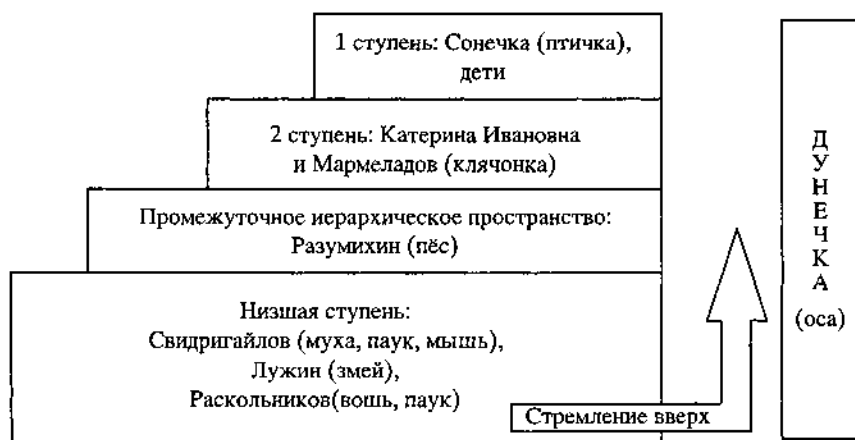 1 ступень: Сонечка (птичка),
дети
2 ступень: Катерина Ивановна
и Мармеладов (клячонка)
Промежуточное иерархическое пространство:
Разумихин (пёс)
Низшая ступень:
Свидригайлов (муха, паук, мышь),
Лужин (змей),
Раскольников(вошь, паук)
Стремление вверх
ДУНЕЧКА
(оса)